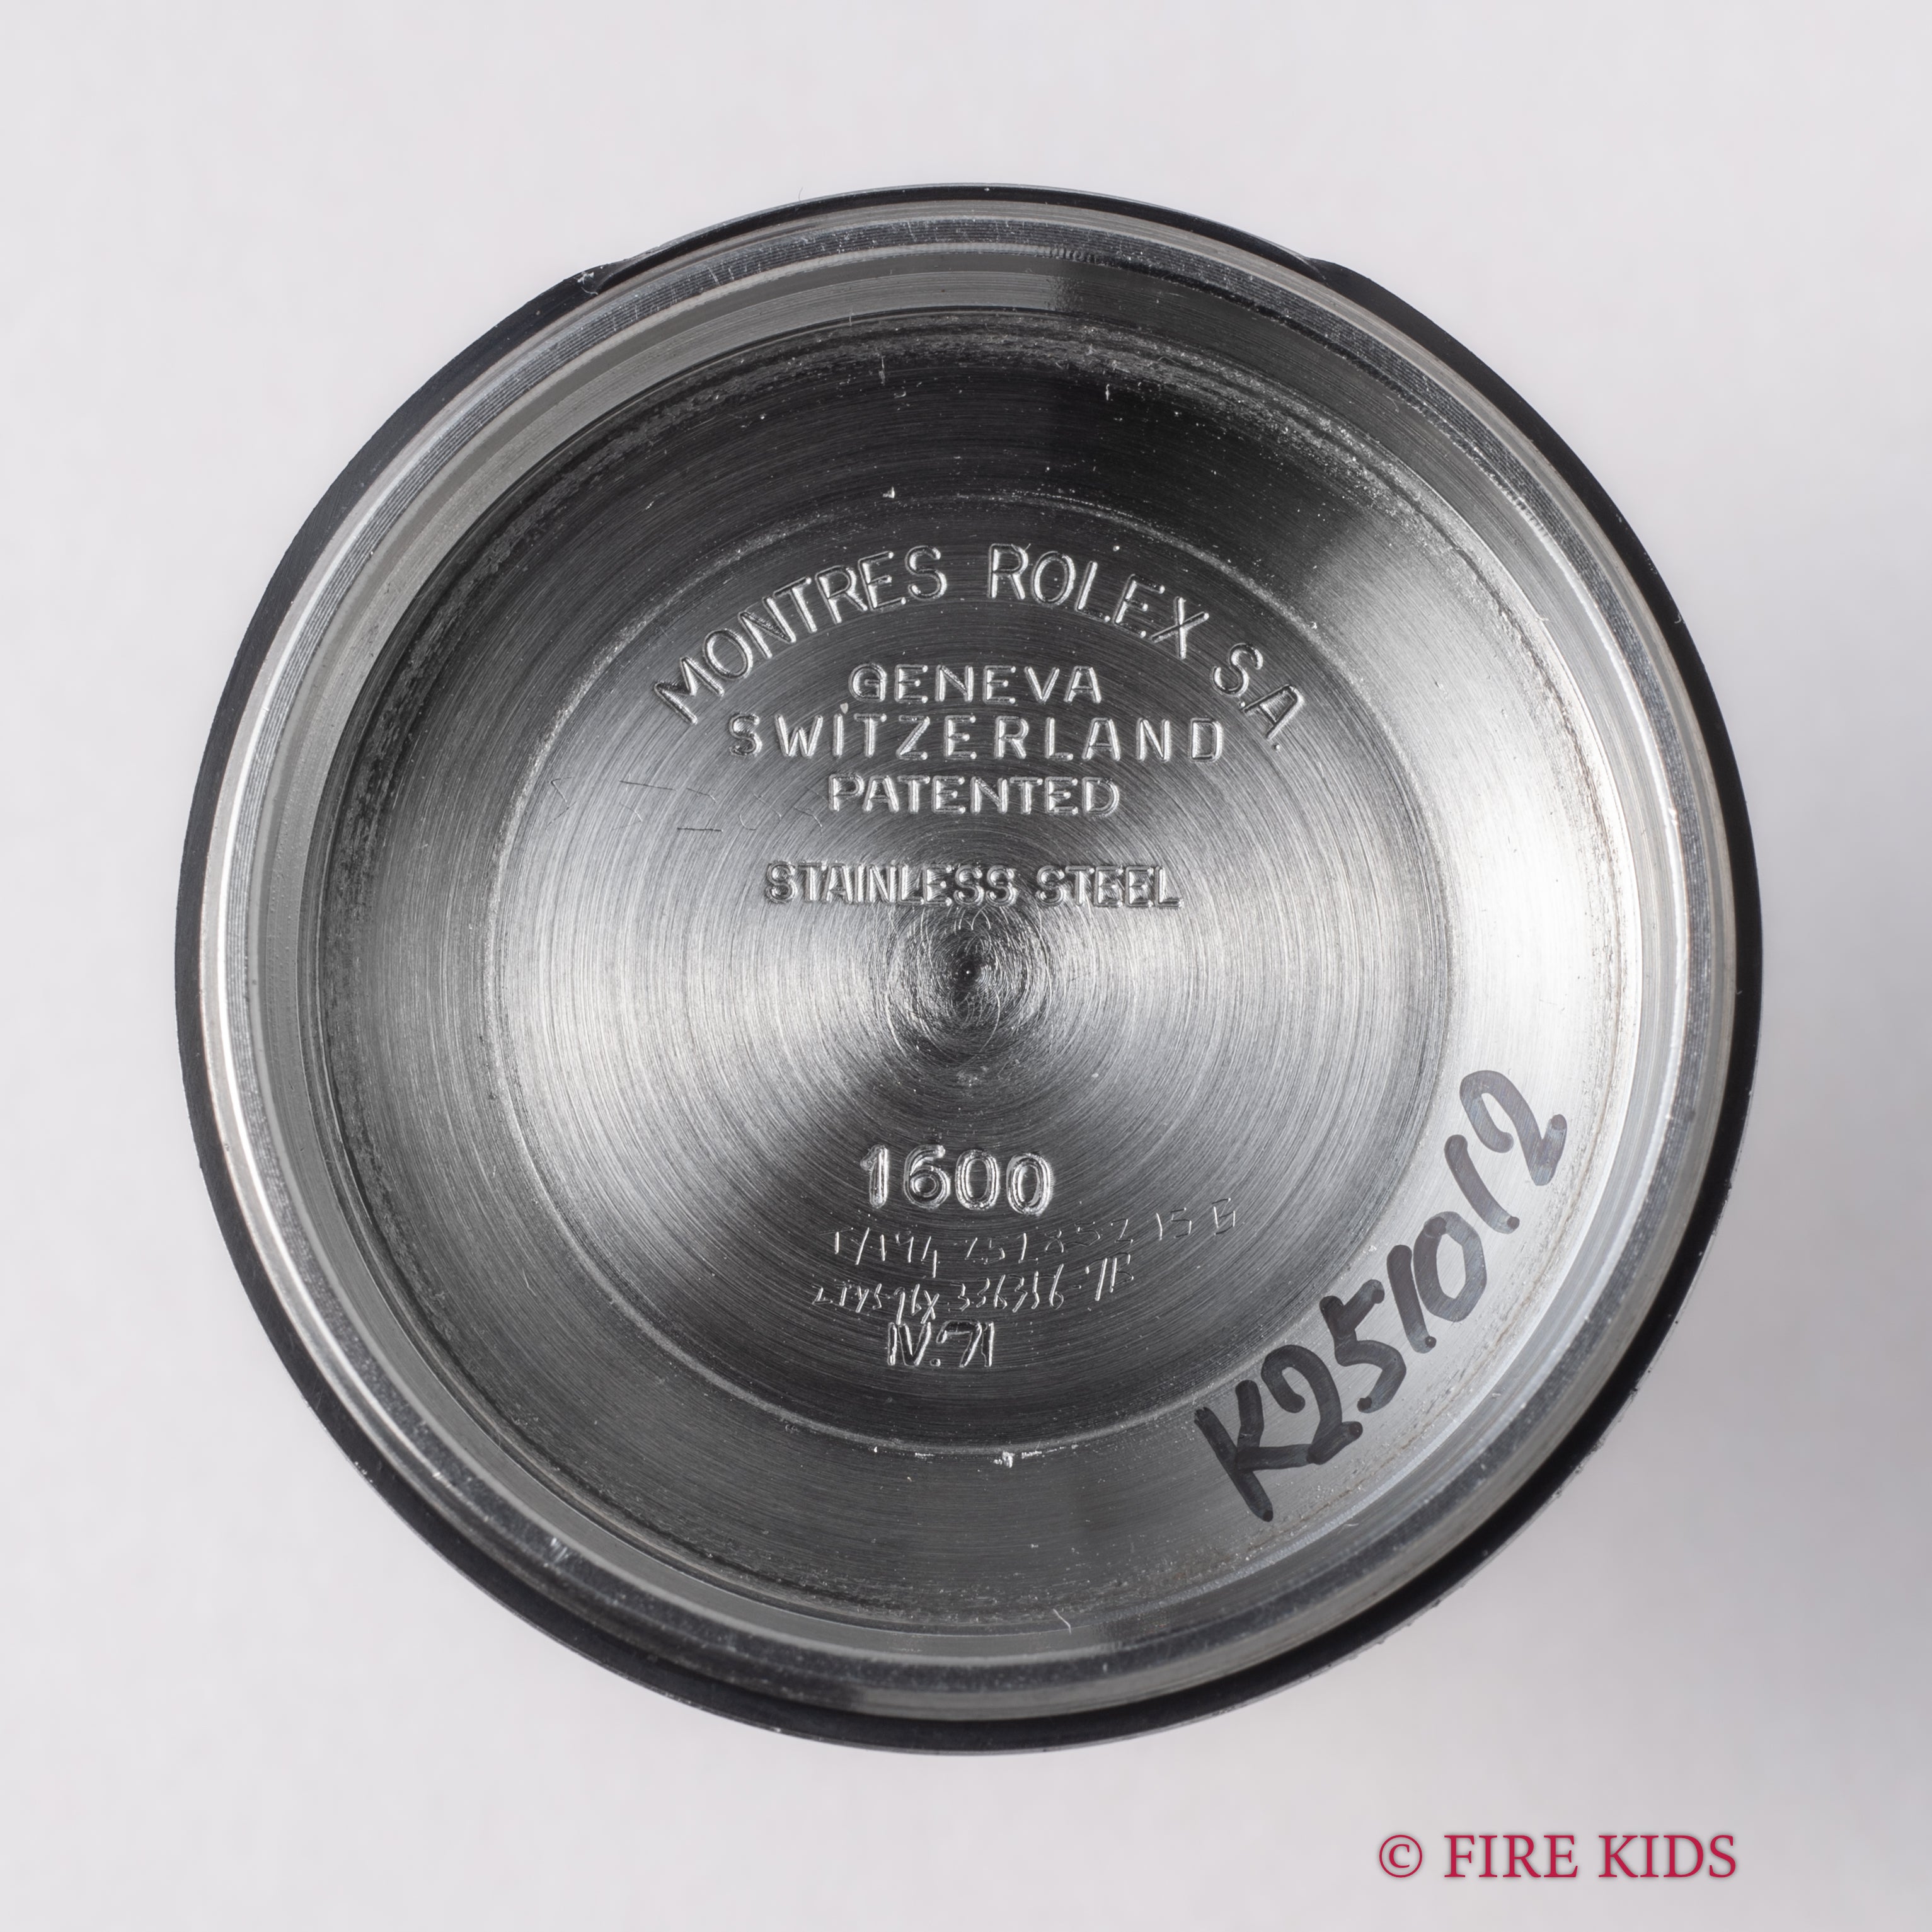 MONTRES ROLEX S.A.
GENEVA
SWITZERLAND
PATENTED
STAINLESS STEEL
1600
IV.71
K251012
© FIRE KIDS